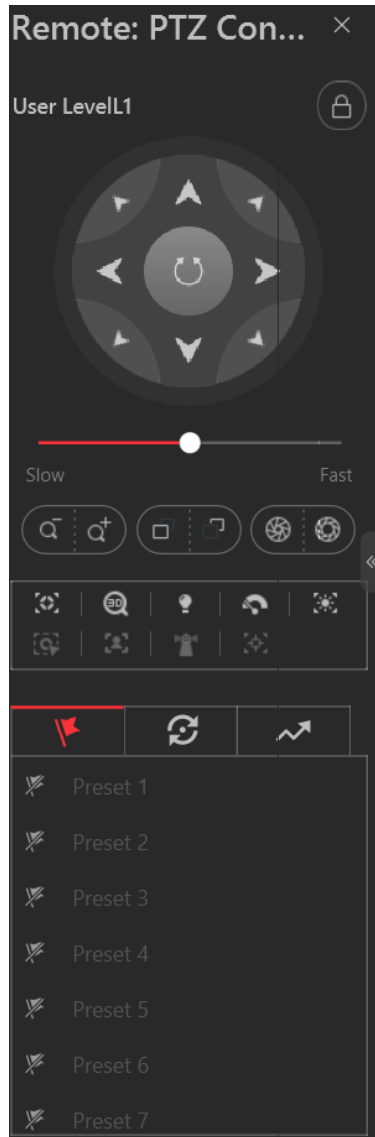 Remote: PTZ Con...
User LevelL1
Slow
Fast
3D
Preset 1
Preset 2
Preset 3
Preset 4
Preset 5
Preset 6
Preset 7